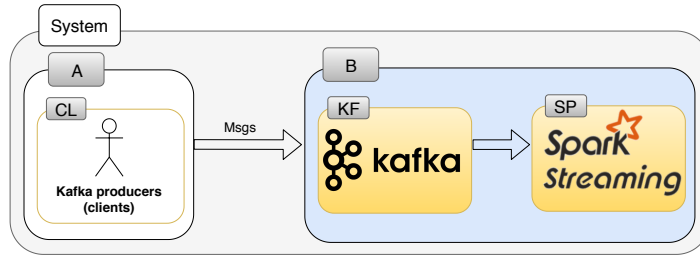 System
A
B
CL
KF
SP
Msgs
Kafka producers
(clients)
kafka
Spark
Streaming